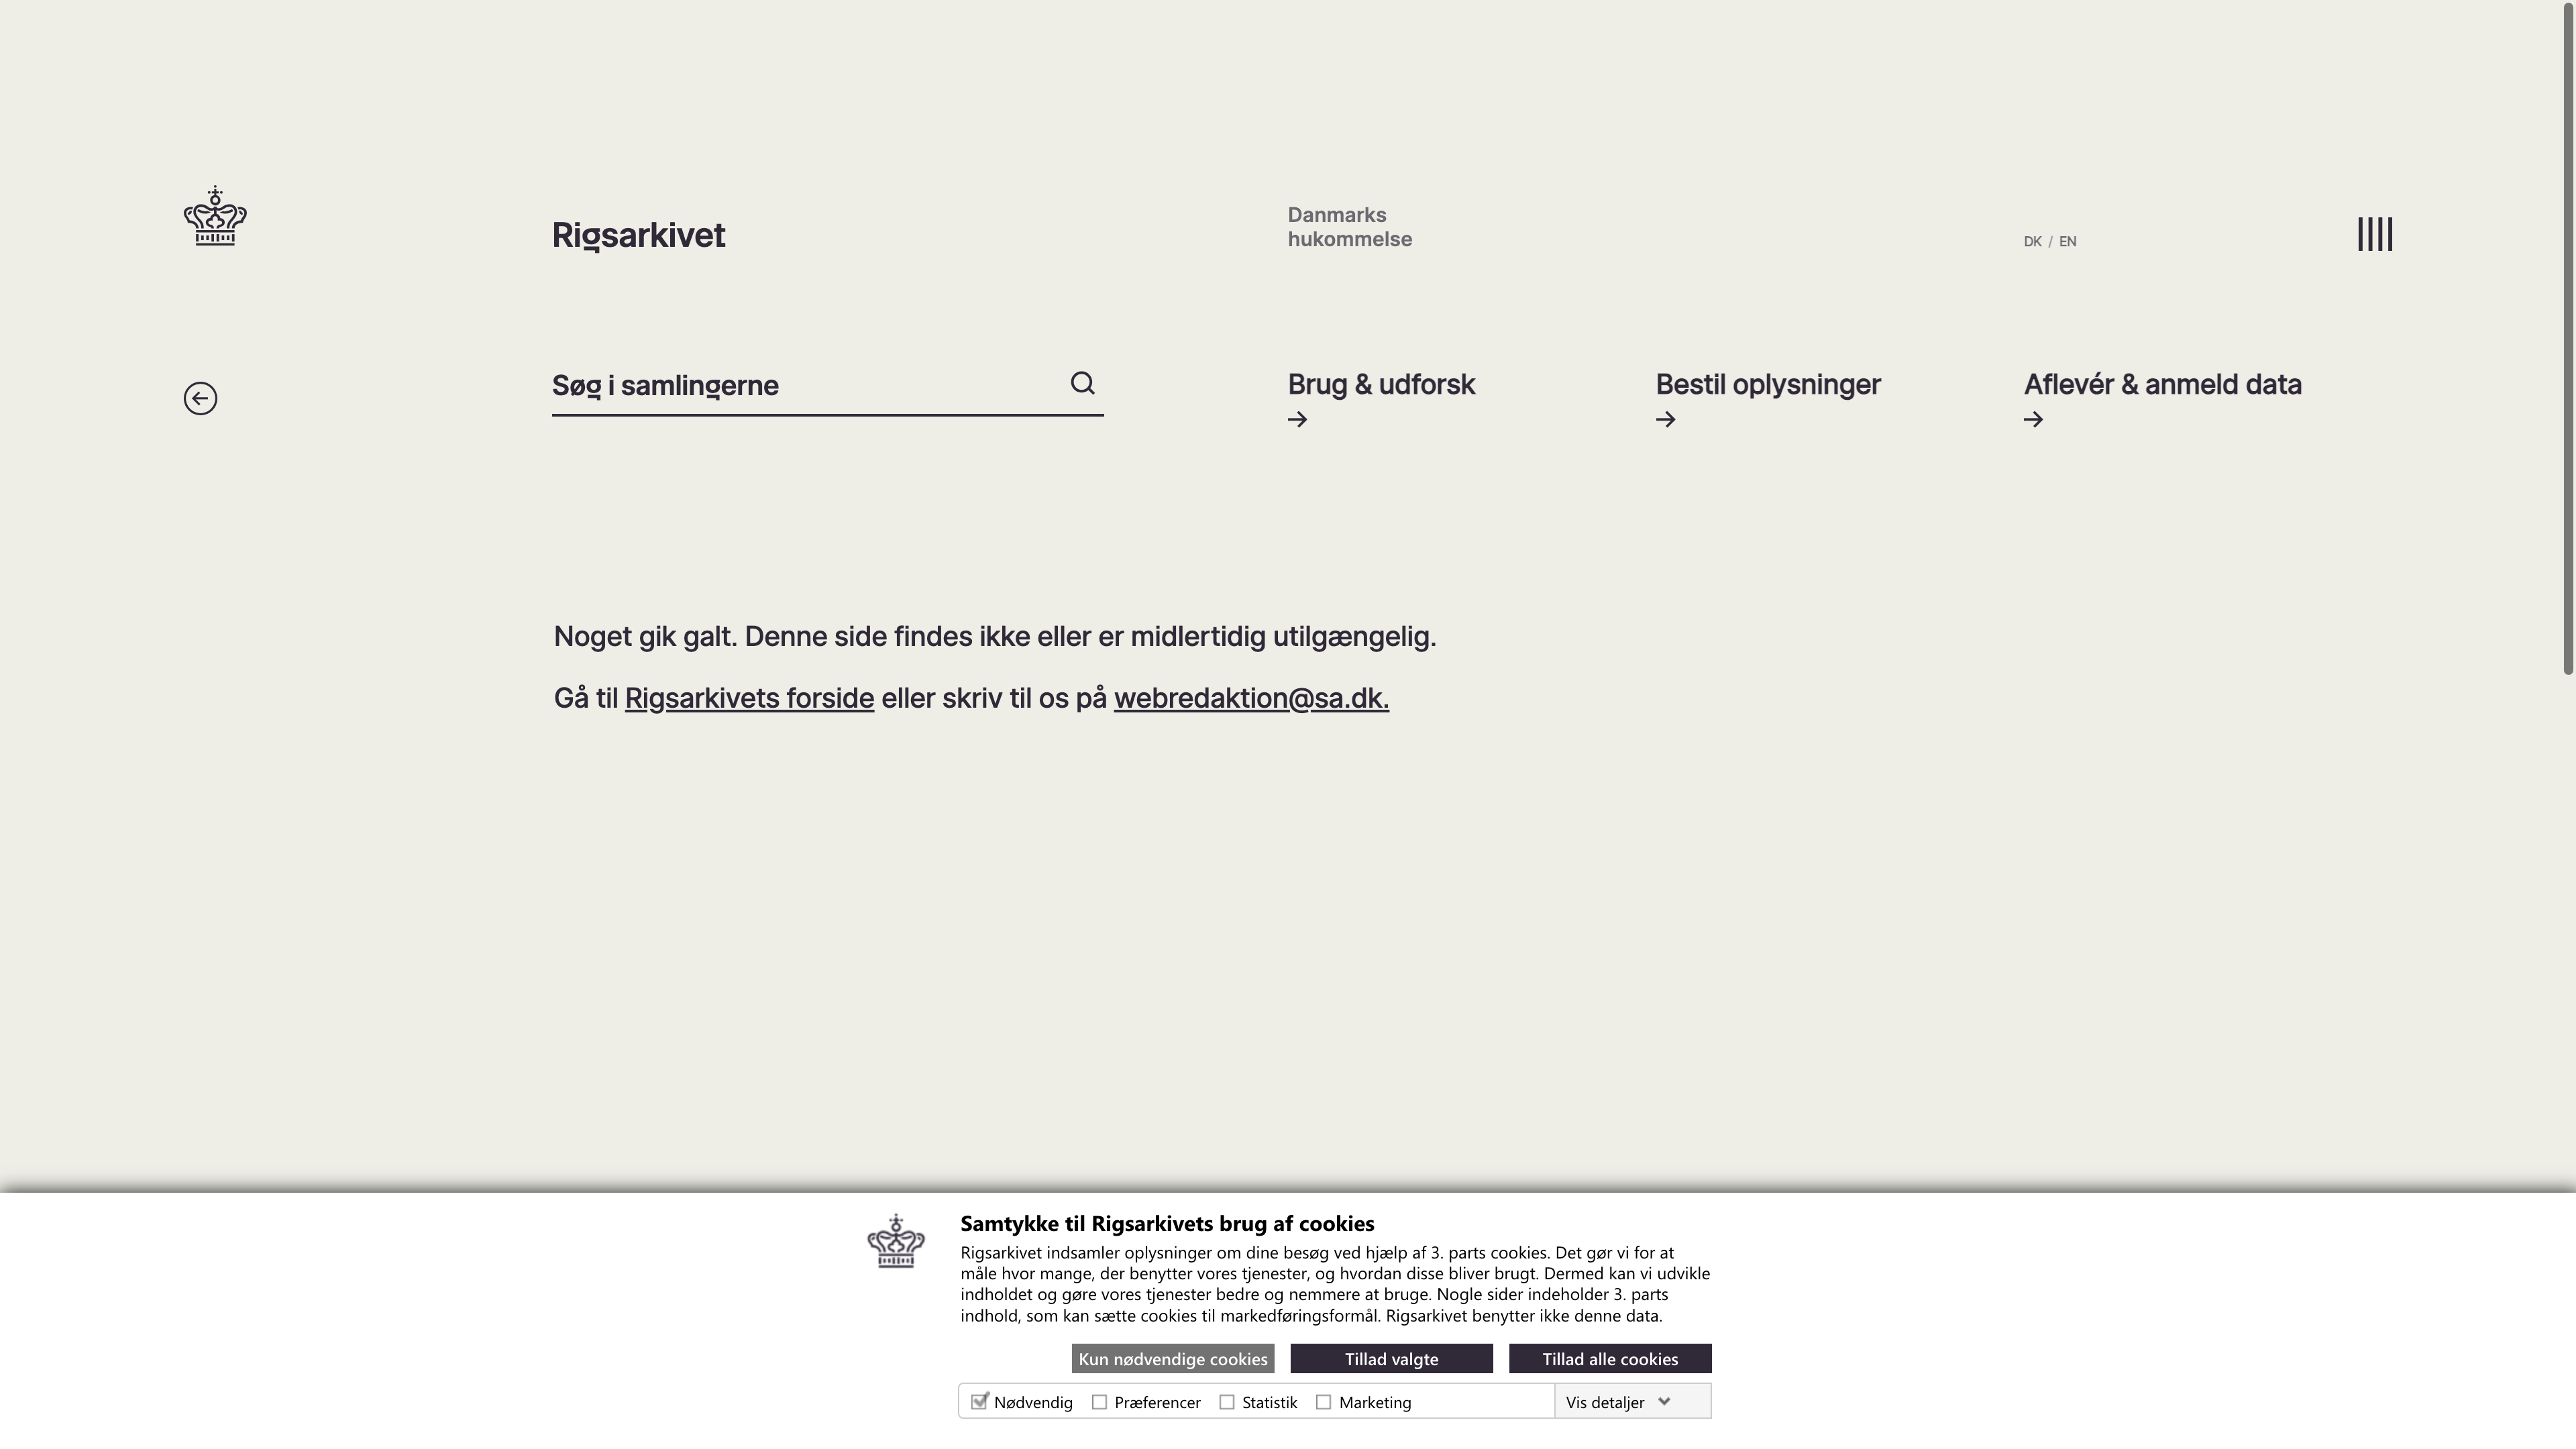 Rigsarkivet
Danmarks
hukommelse
DK / EN
Søg i samlingerne
Brug & udforsk
Bestil oplysninger
Aflevér & anmeld data
Noget gik galt. Denne side findes ikke eller er midlertidig utilgængelig.
Gå til Rigsarkivets forside eller skriv til os på webredaktion@sa.dk.
Samtykke til Rigsarkivets brug af cookies
Rigsarkivet indsamler oplysninger om dine besøg ved hjælp af 3. parts cookies. Det gør vi for at
måle hvor mange, der benytter vores tjenester, og hvordan disse bliver brugt. Dermed kan vi udvikle
indholdet og gøre vores tjenester bedre og nemmere at bruge. Nogle sider indeholder 3. parts
indhold, som kan sætte cookies til markedføringsformål. Rigsarkivet benytter ikke denne data.
Kun nødvendige cookies
Tillad valgte
Tillad alle cookies
Nødvendig
Præferencer
Statistik
Marketing
Vis detaljer